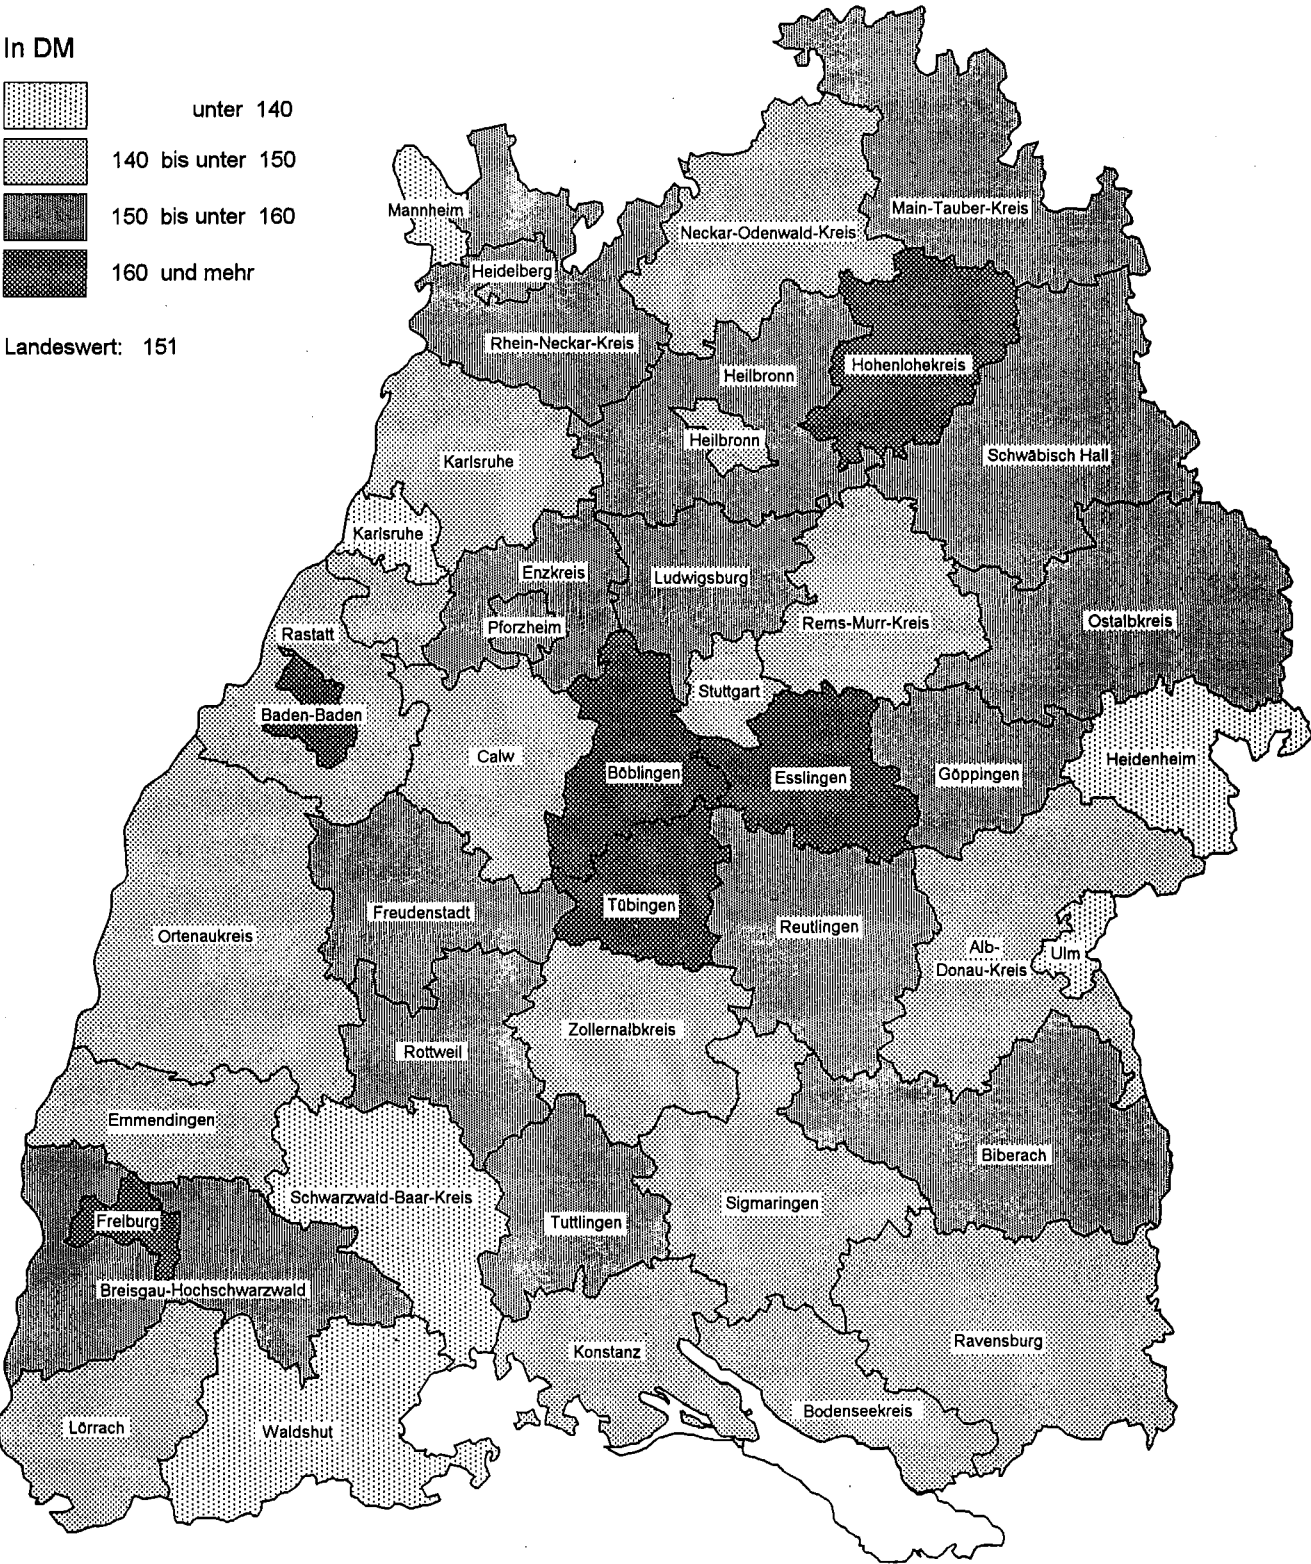 In DM
unter 140
140 bis unter 150
150 bis unter 160
160 und mehr
Landeswert: 151
Mannheim
Main-Tauber-Kreis
Neckar-Odenwald-Kreis
Heidelberg
Rhein-Neckar-Kreis
Hohenlohekreis
Heilbronn
Heilbronn
Schwäbisch Hall
Karlsruhe
Karlsruhe
Enzkreis
Ludwigsburg
Pforzheim
Rems-Murr-Kreis
Ostalbkreis
Rastatt
Stuttgart
Baden-Baden
Calw
Böblingen
Esslingen
Göppingen
Heidenheim
Tübingen
Freudenstadt
Reutlingen
Ortenaukreis
Alb-
Donau-Kreis
Ulm
Zollernalbkreis
Rottweil
Emmendingen
Biberach
Schwarzwald-Baar-Kreis
Sigmaringen
Freiburg
Tuttlingen
Breisgau-Hochschwarzwald
Ravensburg
Konstanz
Bodenseekreis
Lörrach
Waldshut